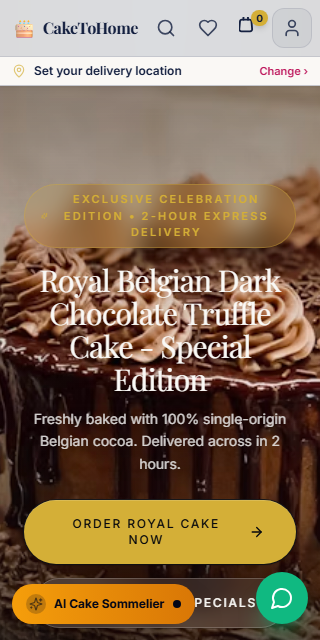 CakeToHome
0
Set your delivery location
Change ›
EXCLUSIVE CELEBRATION
EDITION • 2-HOUR EXPRESS
DELIVERY
Royal Belgian Dark
Chocolate Truffle
Cake - Special
Edition
Freshly baked with 100% single-origin
Belgian cocoa. Delivered across in 2
hours.
ORDER ROYAL CAKE
NOW
AI Cake Sommelier